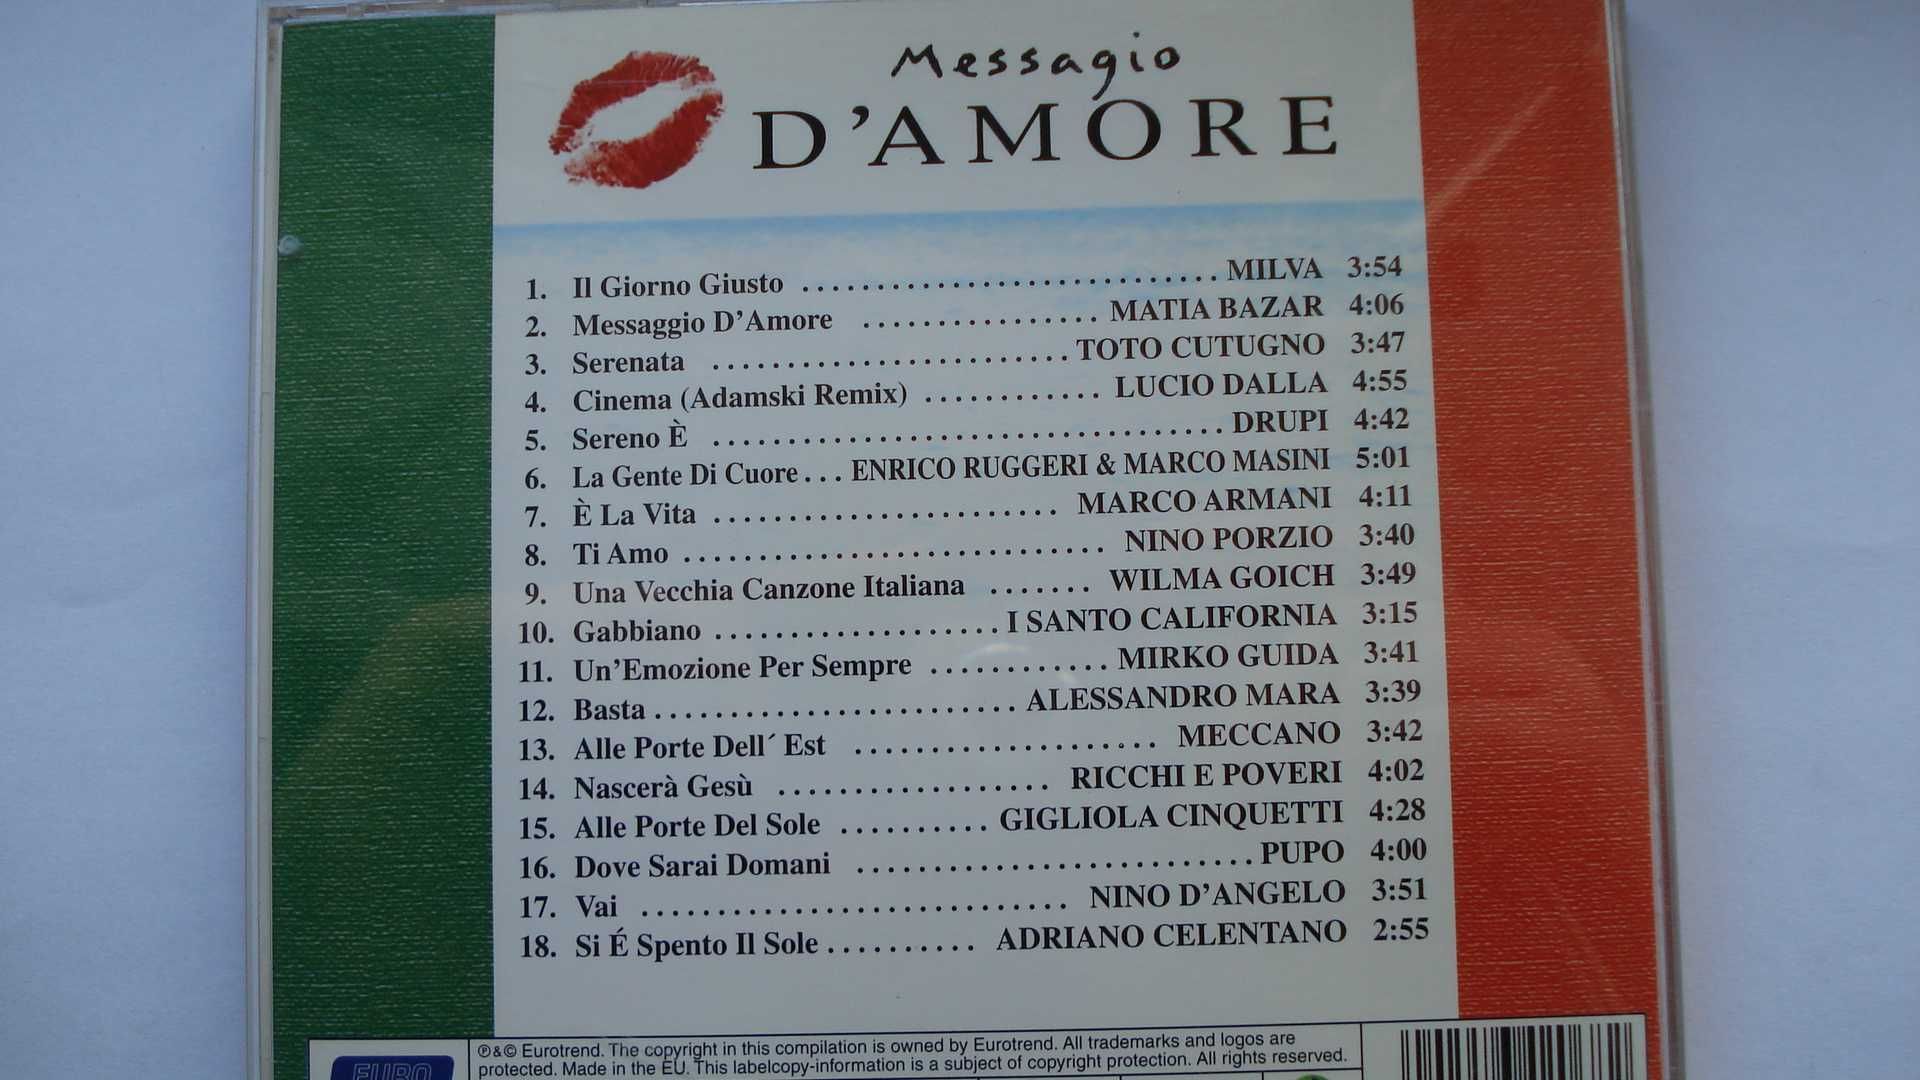 Messagio
D'AMORE
1. Il Giorno Giusto .............................. MILVA 3:54
2. Messaggio D'Amore ................ MATIA BAZAR 4:06
3. Serenata ........................ TOTO CUTUGNO 3:47
4. Cinema (Adamski Remix) ............ LUCIO DALLA 4:55
5. Sereno È .................................. DRUPI 4:42
6. La Gente Di Cuore... ENRICO RUGGERI & MARCO MASINI 5:01
7. È La Vita ........................ MARCO ARMANI 4:11
8. Ti Amo ............................. NINO PORZIO 3:40
9. Una Vecchia Canzone Italiana ....... WILMA GOICH 3:49
10. Gabbiano ................... I SANTO CALIFORNIA 3:15
11. Un'Emozione Per Sempre ............ MIRKO GUIDA 3:41
12. Basta ........................ ALESSANDRO MARA 3:39
13. Alle Porte Dell´ Est .................... MECCANO 3:42
14. Nascerà Gesù ................... RICCHI E POVERI 4:02
15. Alle Porte Del Sole .......... GIGLIOLA CINQUETTI 4:28
16. Dove Sarai Domani ........................... PUPO 4:00
17. Vai ............................. NINO D'ANGELO 3:51
18. Si É Spento Il Sole .......... ADRIANO CELENTANO 2:55
EURO
℗&© Eurotrend. The copyright in this compilation is owned by Eurotrend. All trademarks and logos are
protected. Made in the EU. This labelcopy-information is a subject of copyright protection. All rights reserved.